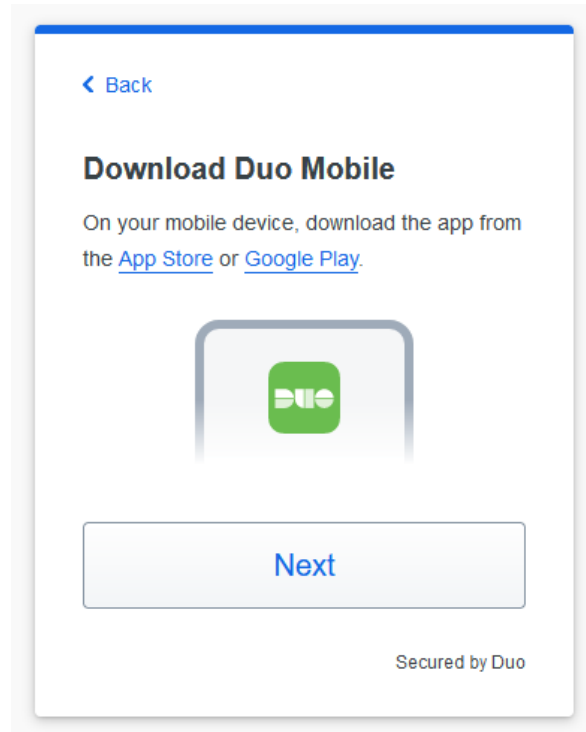 Back
Download Duo Mobile
On your mobile device, download the app from
the App Store or Google Play.
DUO
Next
Secured by Duo